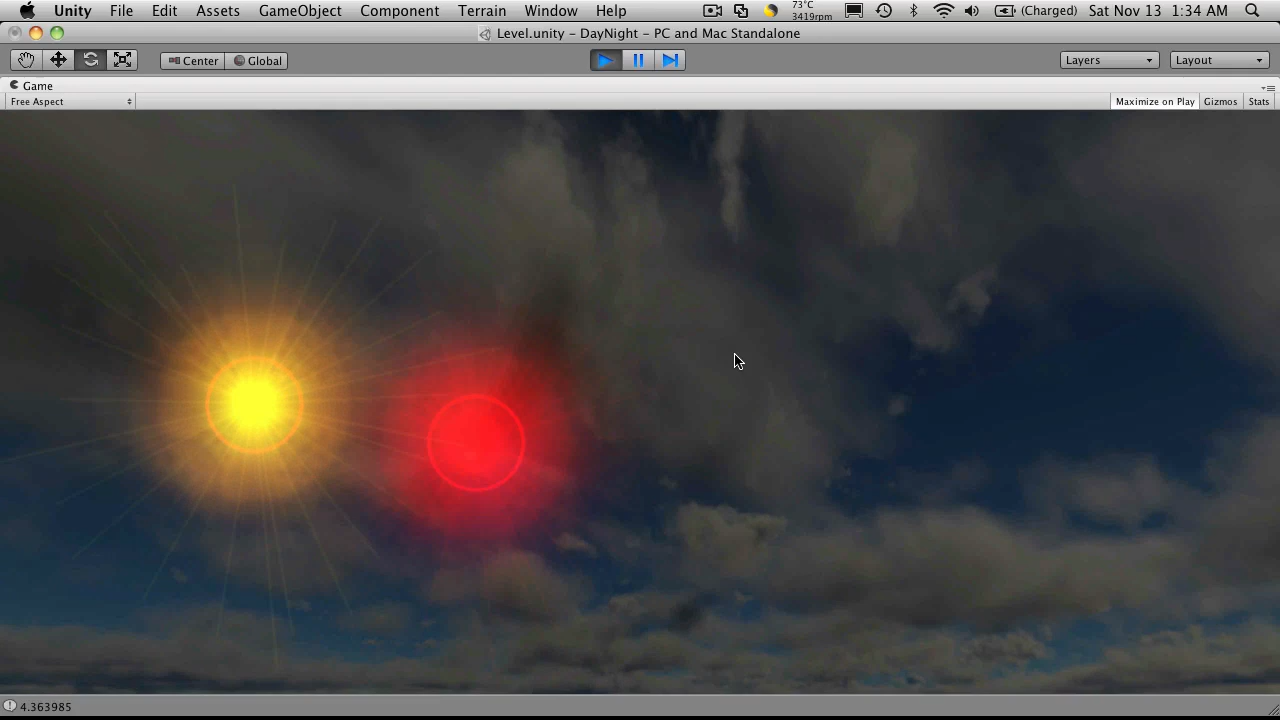 Unity File Edit Assets GameObject Component Terrain Window Help 73°C 3419rpm (Charged) Sat Nov 13 1:34 AM
Level.unity – DayNight – PC and Mac Standalone
Center Global Layers Layout
Game
Free Aspect Maximize on Play Gizmos Stats
4.363985